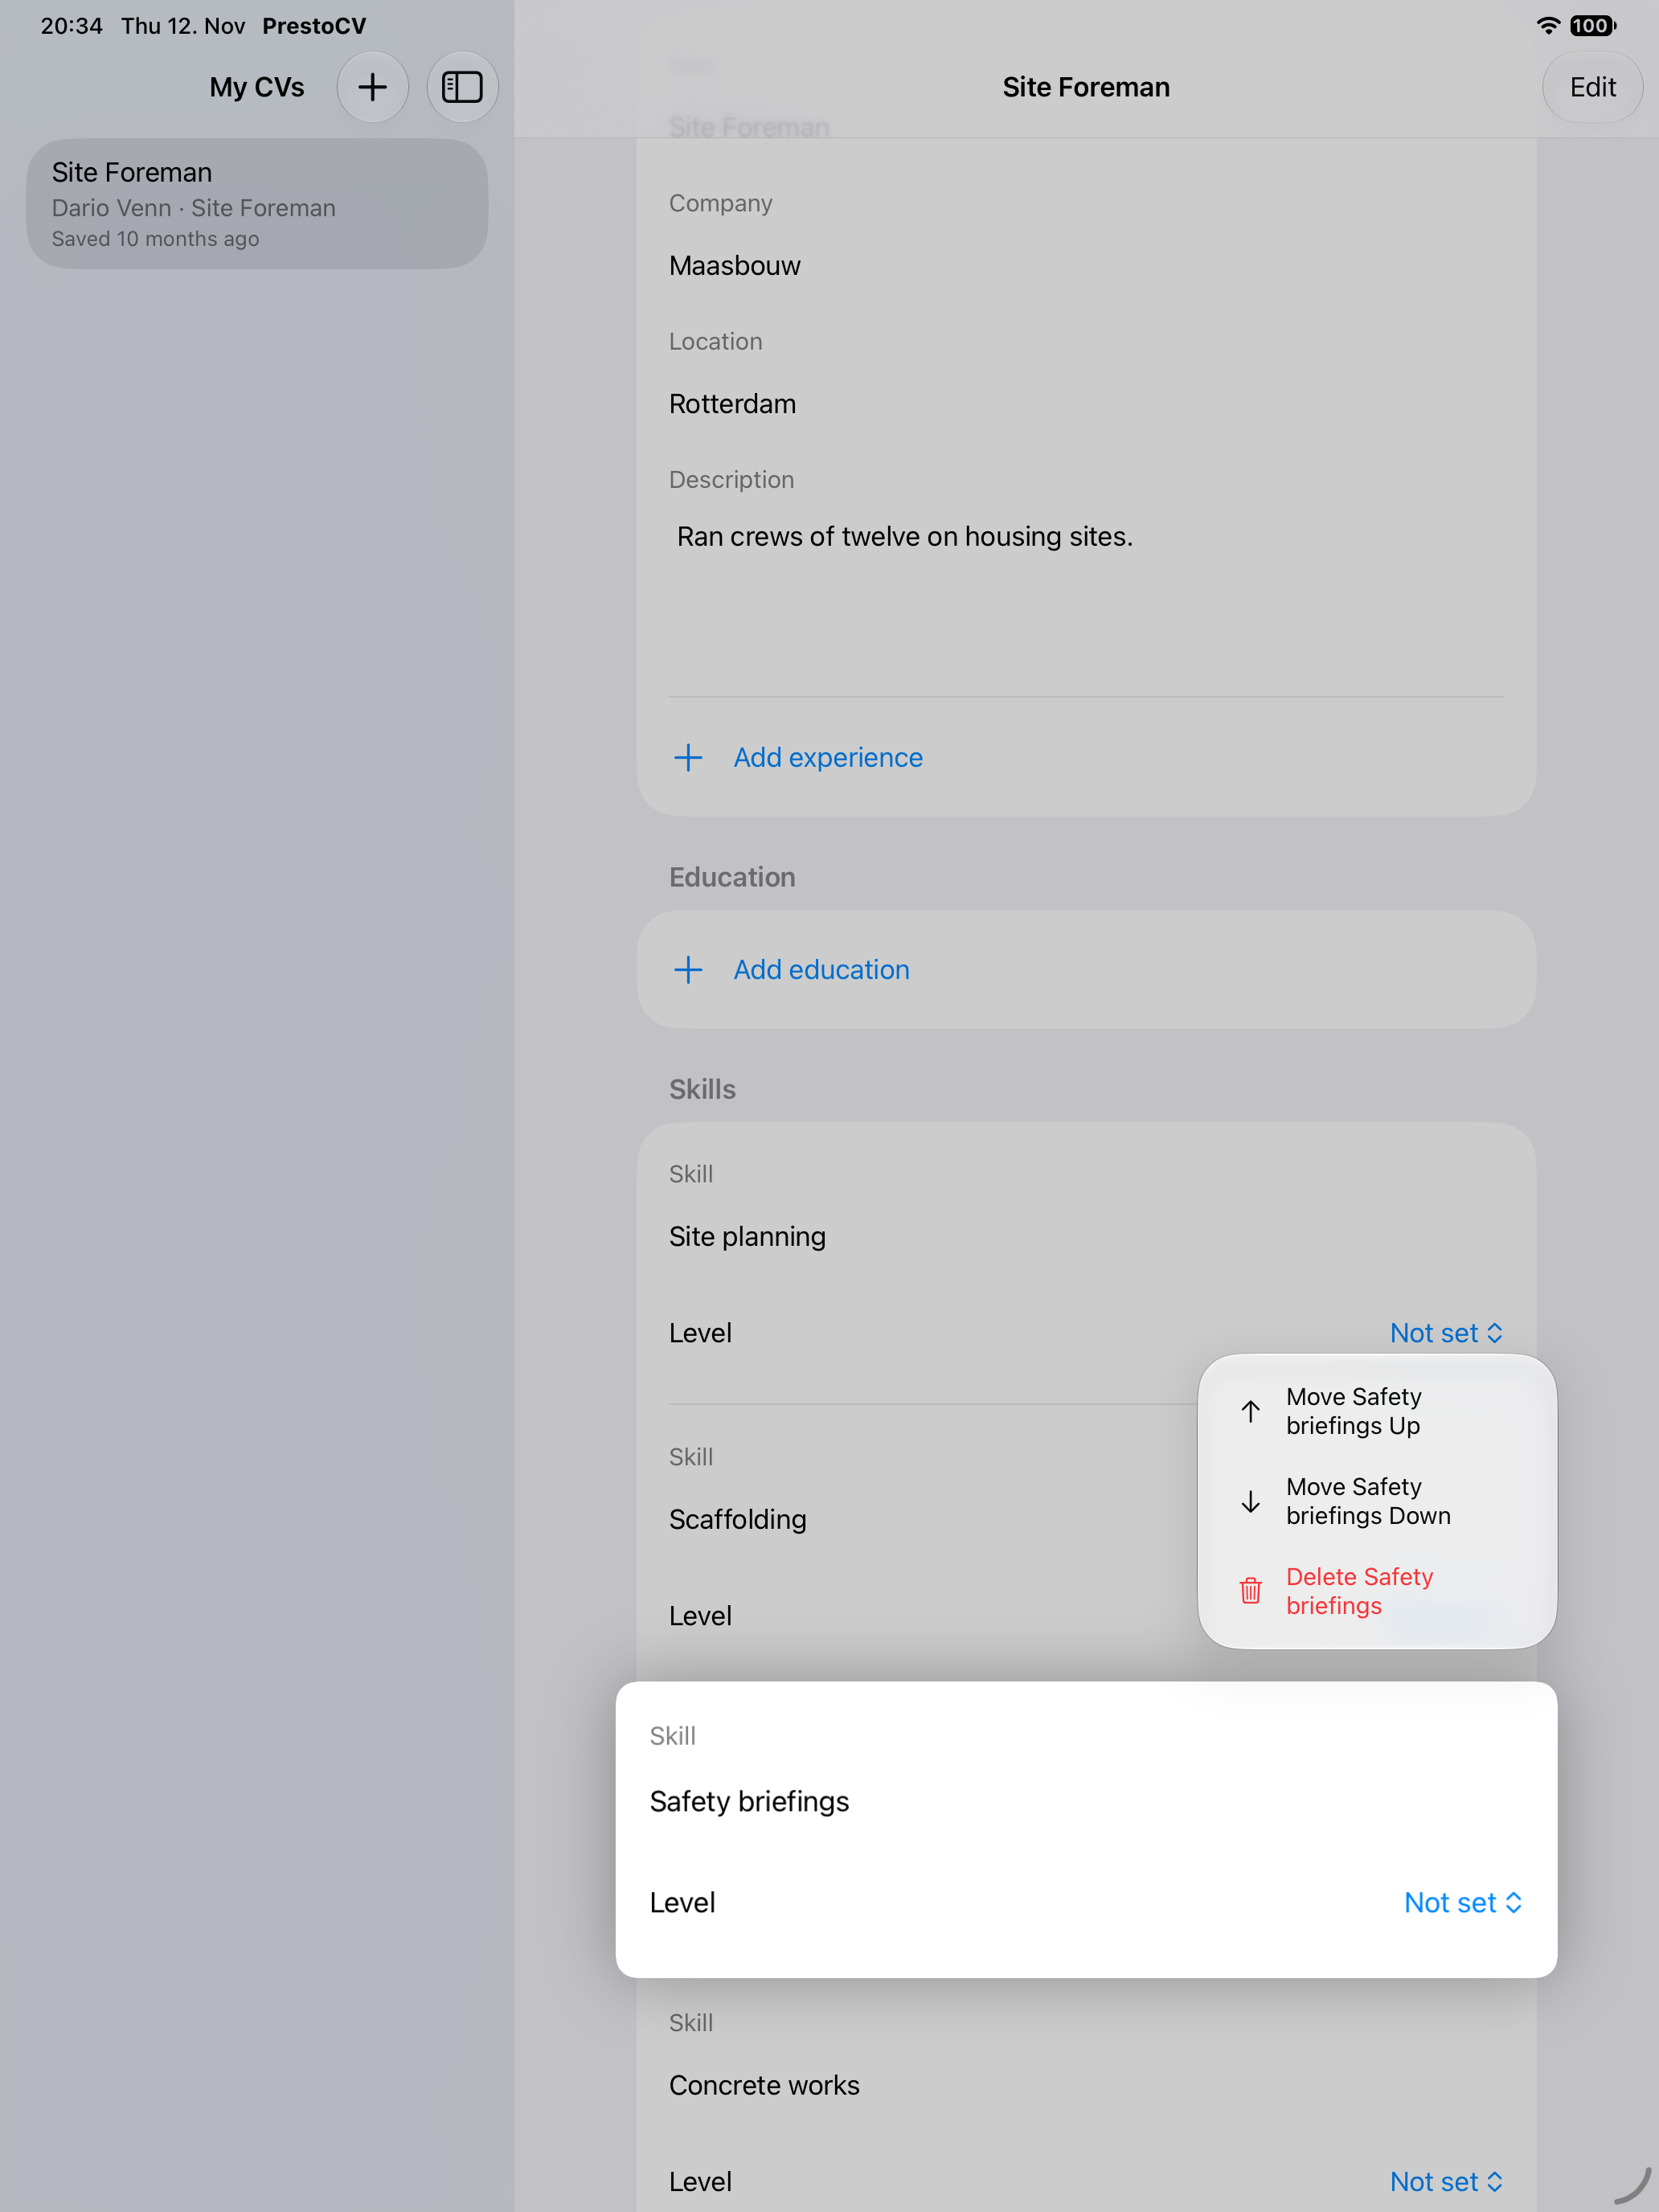 20:34 Thu 12. Nov PrestoCV
100
My CVs
Site Foreman
Edit
Site Foreman
Dario Venn · Site Foreman
Saved 10 months ago
Site Foreman
Company
Maasbouw
Location
Rotterdam
Description
Ran crews of twelve on housing sites.
Add experience
Education
Add education
Skills
Skill
Site planning
Level
Not set
Skill
Scaffolding
Level
Move Safety
briefings Up
Move Safety
briefings Down
Delete Safety
briefings
Skill
Safety briefings
Level
Not set
Skill
Concrete works
Level
Not set